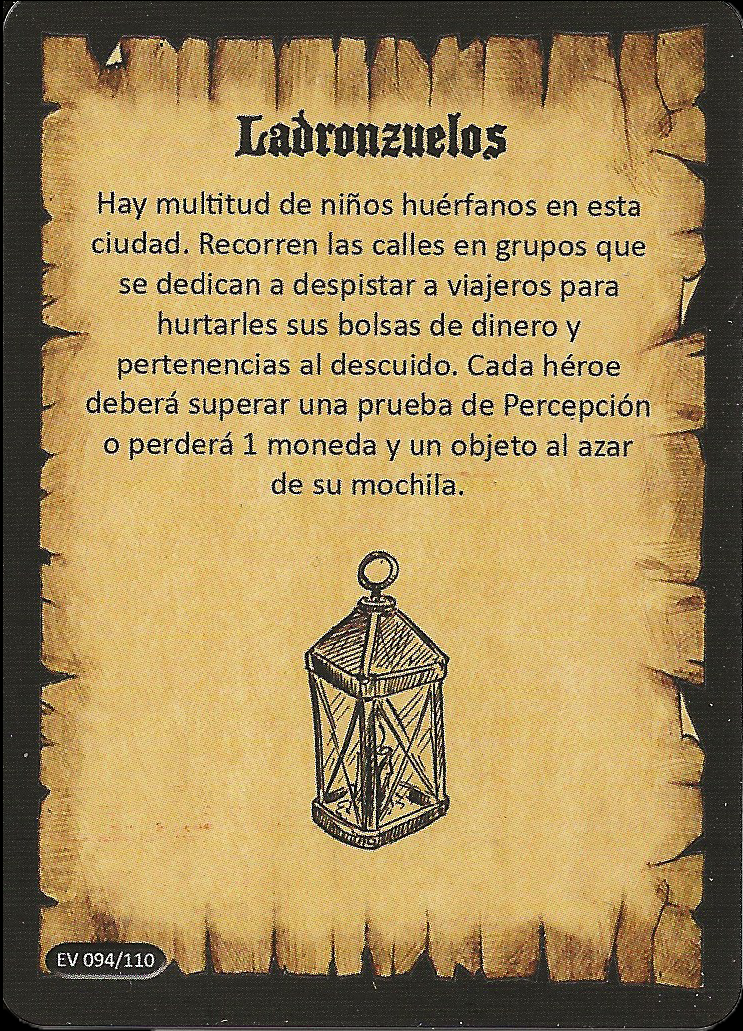 Ladronzuelos
Hay multitud de niños huérfanos en esta
ciudad. Recorren las calles en grupos que
se dedican a despistar a viajeros para
hurtarles sus bolsas de dinero y
pertenencias al descuido. Cada héroe
deberá superar una prueba de Percepción
o perderá 1 moneda y un objeto al azar
de su mochila.
EV 094/110